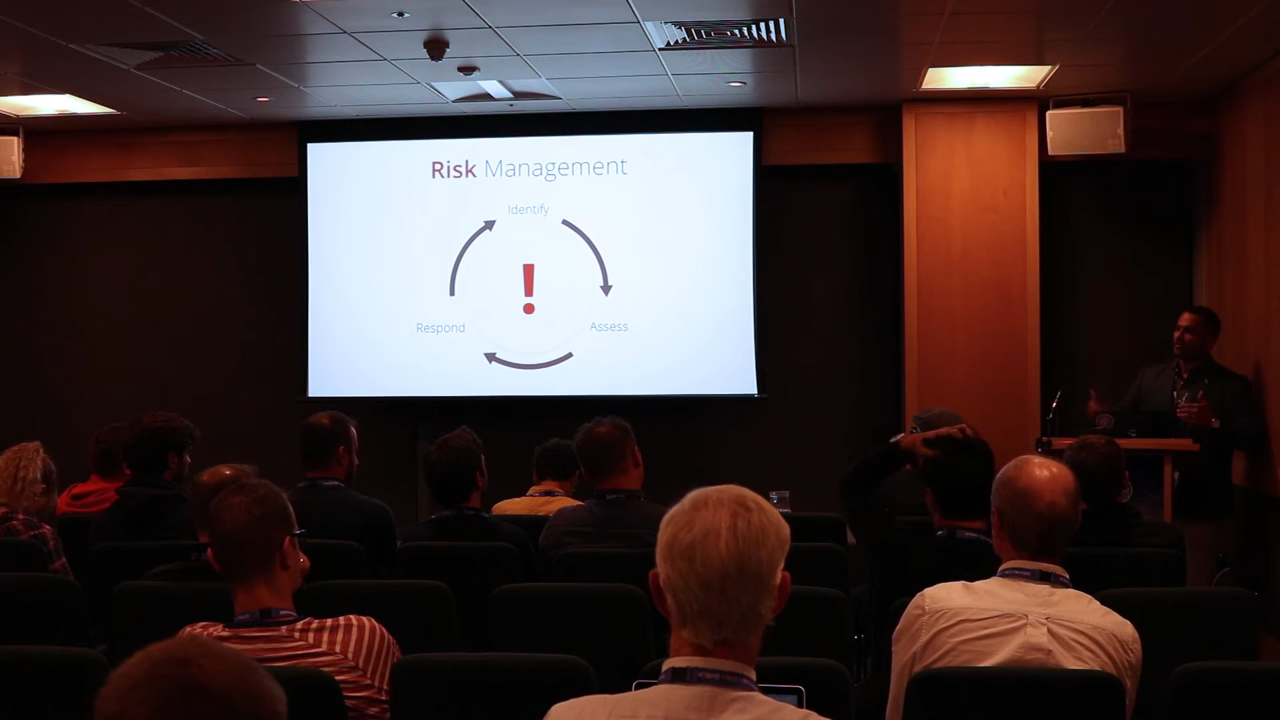 Risk Management
Identify
!
Respond
Assess